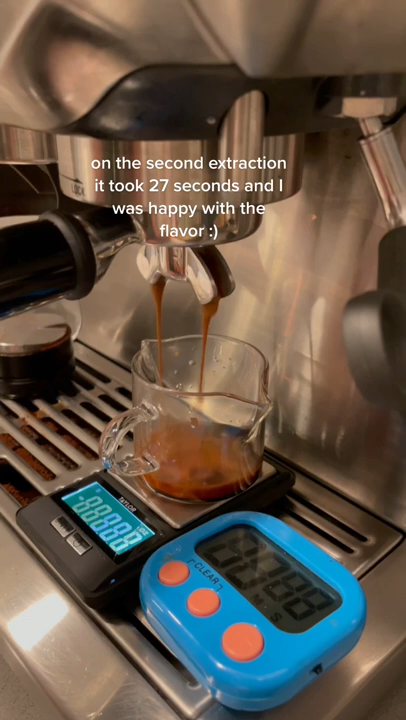 on the second extraction
it took 27 seconds and I
was happy with the
flavor :)
TAYLOR
CLEAR
M S